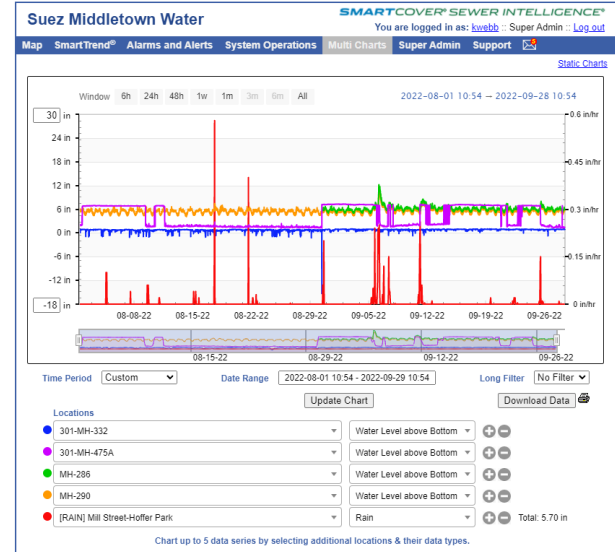 Suez Middletown Water
SMARTCOVER® SEWER INTELLIGENCE®
You are logged in as: kwebb :: Super Admin :: Log out
Map SmartTrend® Alarms and Alerts System Operations Multi Charts Super Admin Support
Static Charts
Window 6h 24h 48h 1w 1m 3m 6m All 2022-08-01 10:54 — 2022-09-28 10:54
30 in 0.6 in/hr
24 in
18 in 0.45 in/hr
12 in
6 in 0.3 in/hr
0 in
-6 in 0.15 in/hr
-12 in
-18 in 0 in/hr
08-08-22 08-15-22 08-22-22 08-29-22 09-05-22 09-12-22 09-19-22 09-26-22
08-15-22 08-29-22 09-12-22 09-26-22
Time Period Custom Date Range 2022-08-01 10:54 - 2022-09-29 10:54 Long Filter No Filter
Update Chart Download Data
Locations
301-MH-332 Water Level above Bottom
301-MH-475A Water Level above Bottom
MH-286 Water Level above Bottom
MH-290 Water Level above Bottom
[RAIN] Mill Street-Hoffer Park Rain Total: 5.70 in
Chart up to 5 data series by selecting additional locations & their data types.